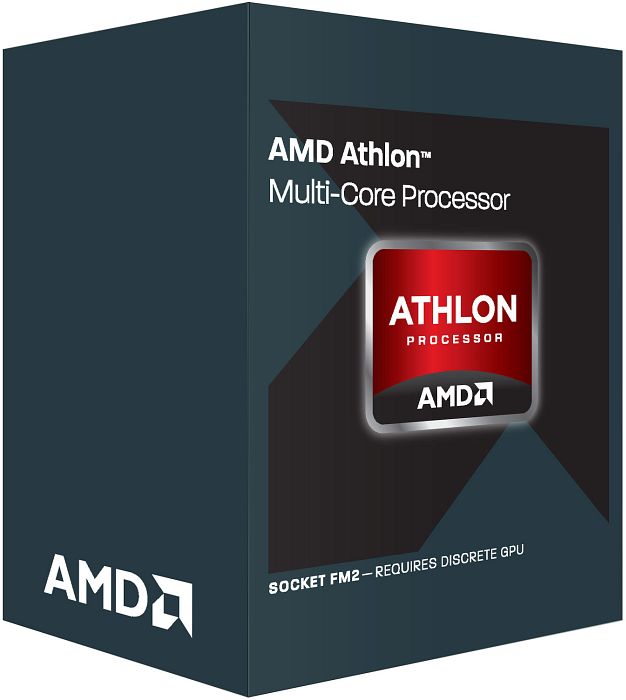 AMD Athlon™
Multi-Core Processor
ATHLON
PROCESSOR
AMD
SOCKET FM2 – REQUIRES DISCRETE GPU
AMD